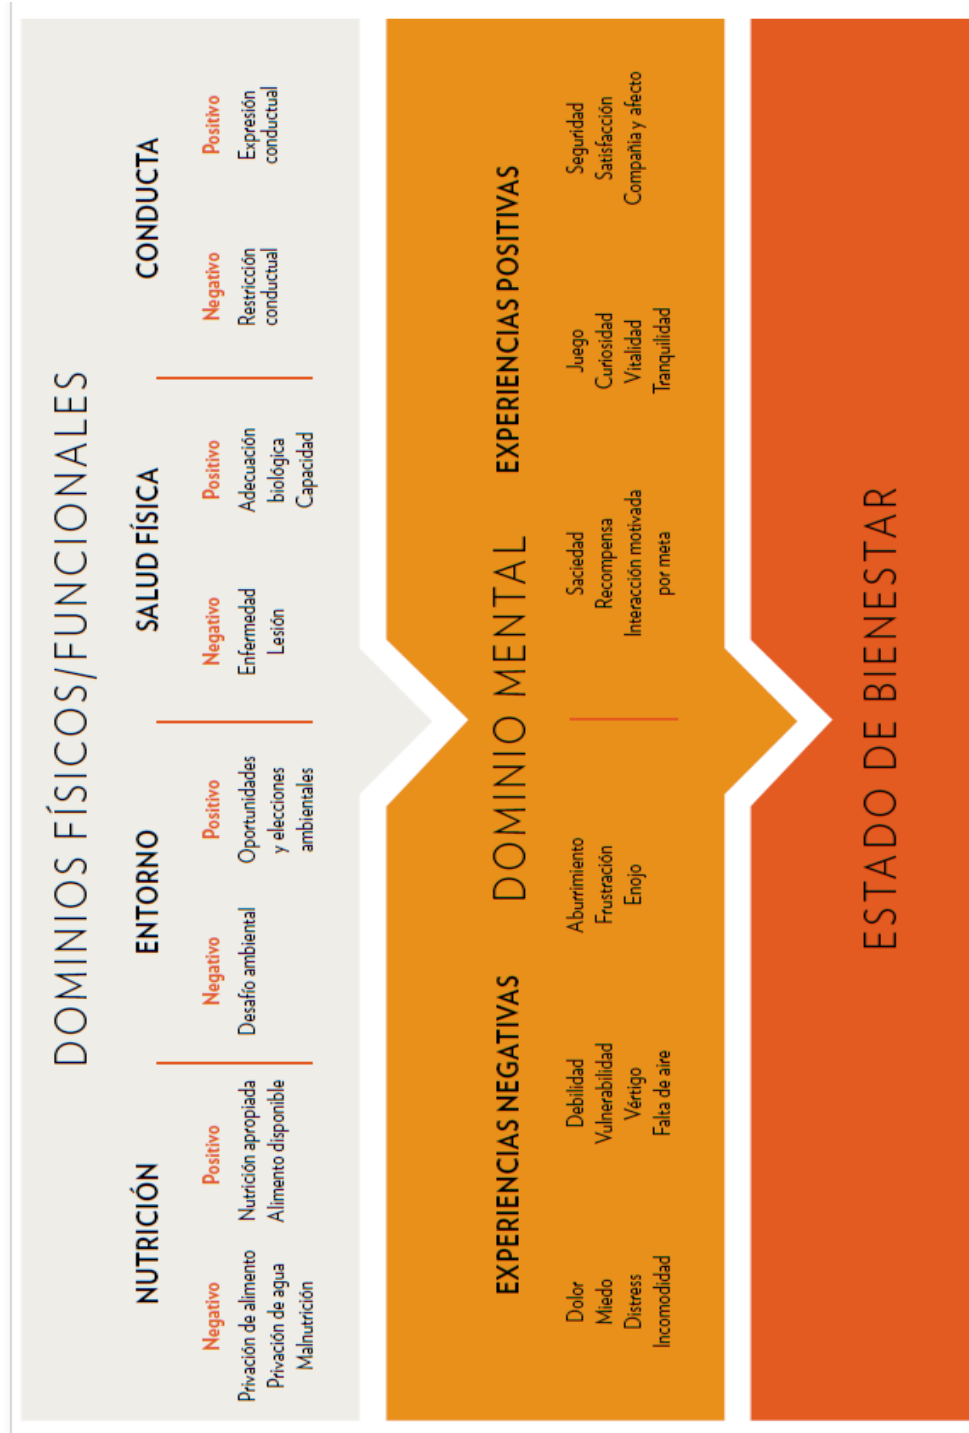 DOMINIOS FÍSICOS/FUNCIONALES
NUTRICIÓN
Negativo
Privación de alimento
Privación de agua
Malnutrición
Positivo
Nutrición apropiada
Alimento disponible
ENTORNO
Negativo
Desafío ambiental
Positivo
Oportunidades
y elecciones
ambientales
SALUD FÍSICA
Negativo
Enfermedad
Lesión
Positivo
Adecuación
biológica
Capacidad
CONDUCTA
Negativo
Restricción
conductual
Positivo
Expresión
conductual
DOMINIO MENTAL
EXPERIENCIAS NEGATIVAS
Dolor
Miedo
Distress
Incomodidad
Debilidad
Vulnerabilidad
Vértigo
Falta de aire
Aburrimiento
Frustración
Enojo
EXPERIENCIAS POSITIVAS
Saciedad
Recompensa
Interacción motivada
por meta
Juego
Curiosidad
Vitalidad
Tranquilidad
Seguridad
Satisfacción
Compañia y afecto
ESTADO DE BIENESTAR